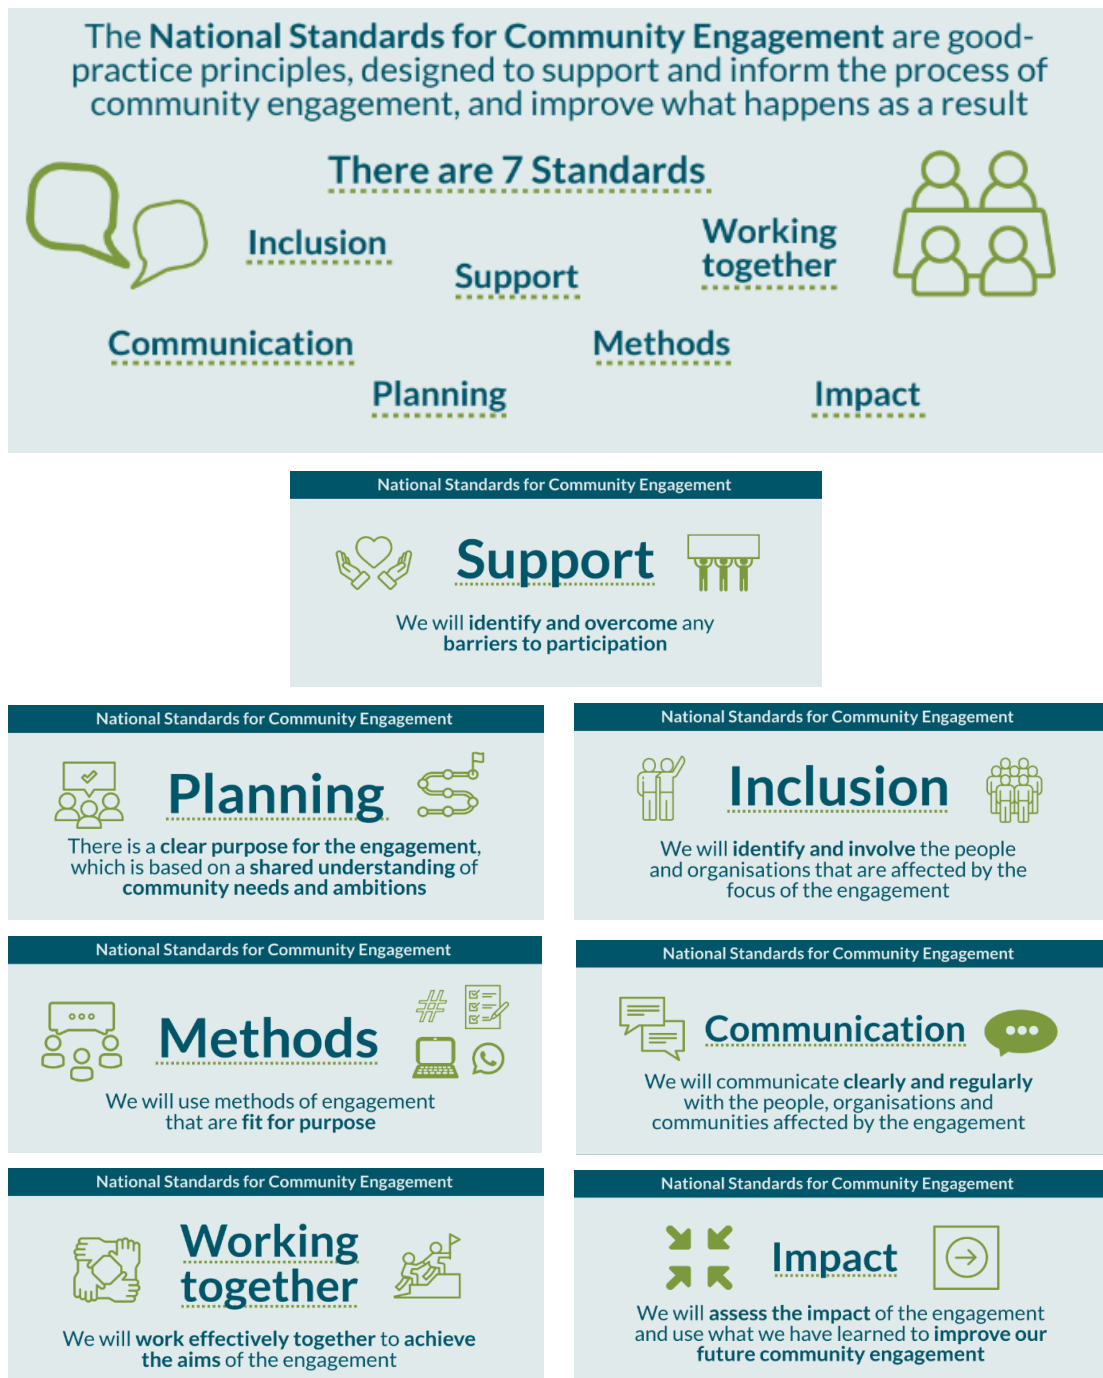 The National Standards for Community Engagement are good-
practice principles, designed to support and inform the process of
community engagement, and improve what happens as a result
There are 7 Standards
Inclusion
Support
Working
together
Communication
Methods
Planning
Impact
National Standards for Community Engagement
Support
We will identify and overcome any
barriers to participation
National Standards for Community Engagement
Planning
There is a clear purpose for the engagement,
which is based on a shared understanding of
community needs and ambitions
National Standards for Community Engagement
Inclusion
We will identify and involve the people
and organisations that are affected by the
focus of the engagement
National Standards for Community Engagement
Methods
#
We will use methods of engagement
that are fit for purpose
National Standards for Community Engagement
Communication
We will communicate clearly and regularly
with the people, organisations and
communities affected by the engagement
National Standards for Community Engagement
Working
together
We will work effectively together to achieve
the aims of the engagement
National Standards for Community Engagement
Impact
We will assess the impact of the engagement
and use what we have learned to improve our
future community engagement